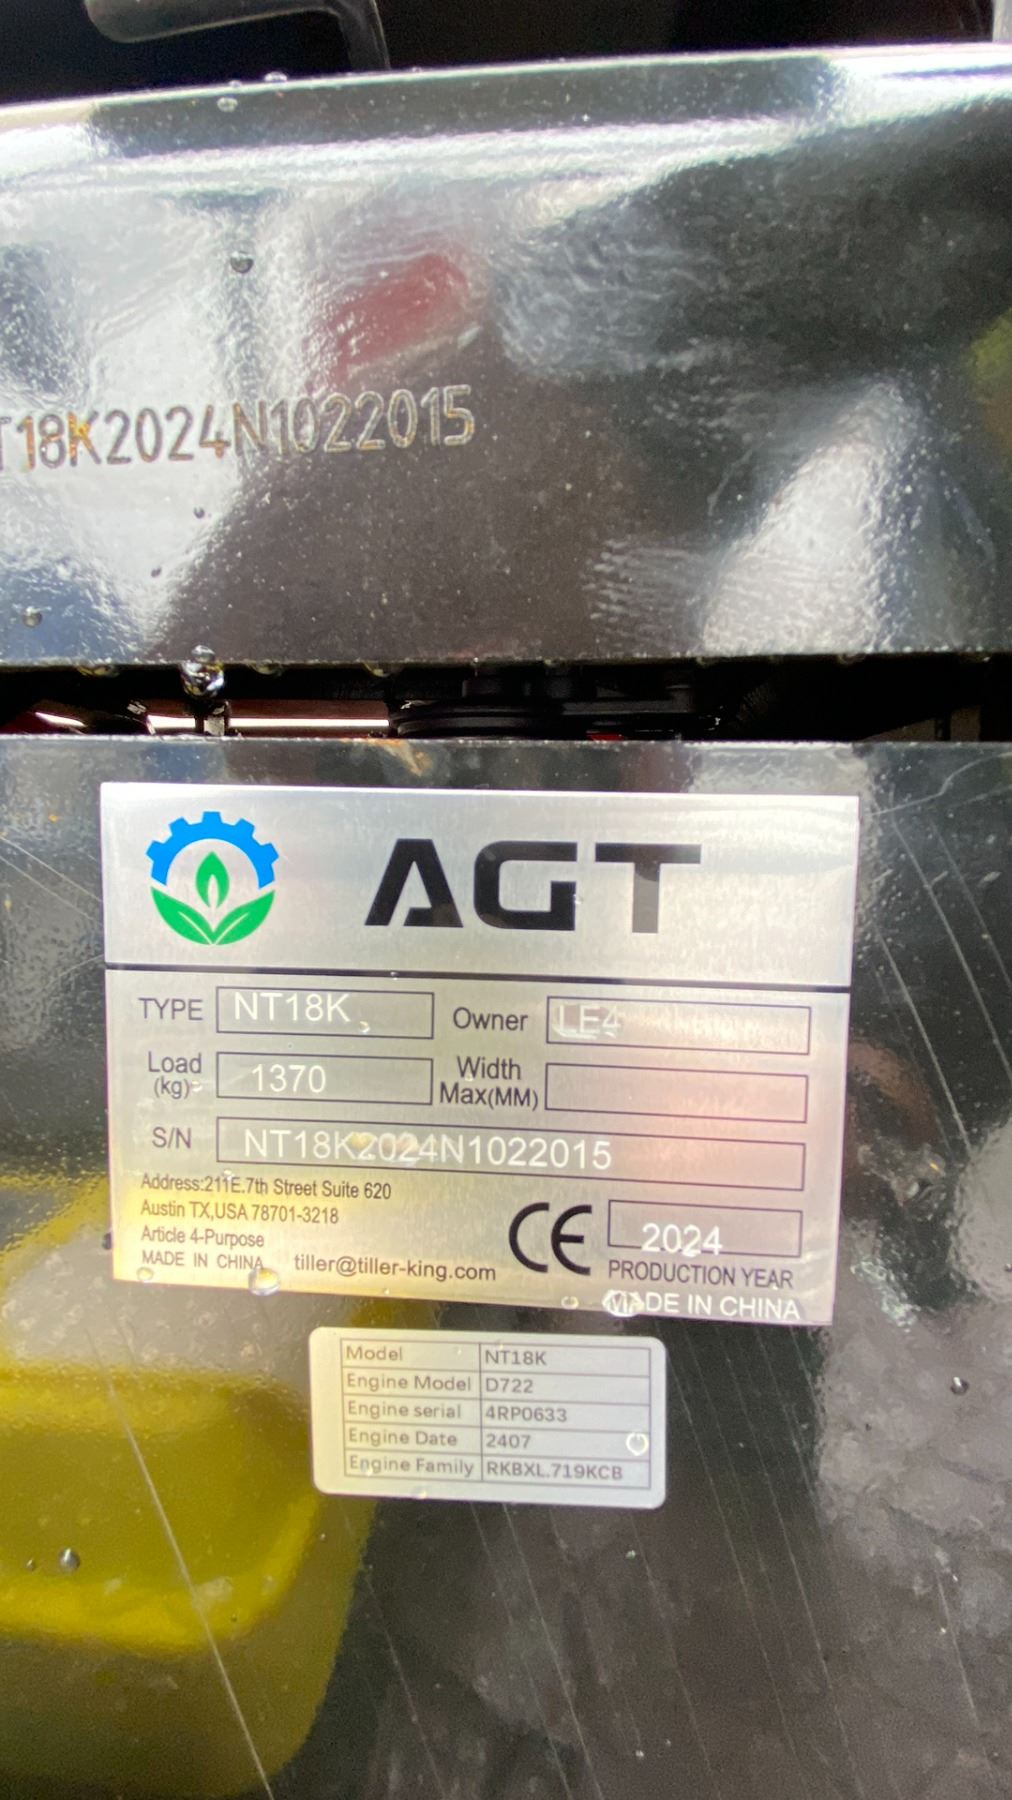 T18K2024N1022015
AGT
TYPE NT18K Owner LE4
Load (kg) 1370 Width Max(MM)
S/N NT18K2024N1022015
Address:211E.7th Street Suite 620
Austin TX,USA 78701-3218
Article 4-Purpose
MADE IN CHINA tiller@tiller-king.com
CE 2024
PRODUCTION YEAR
MADE IN CHINA
Model NT18K
Engine Model D722
Engine serial 4RP0633
Engine Date 2407
Engine Family RKBXL.719KCB